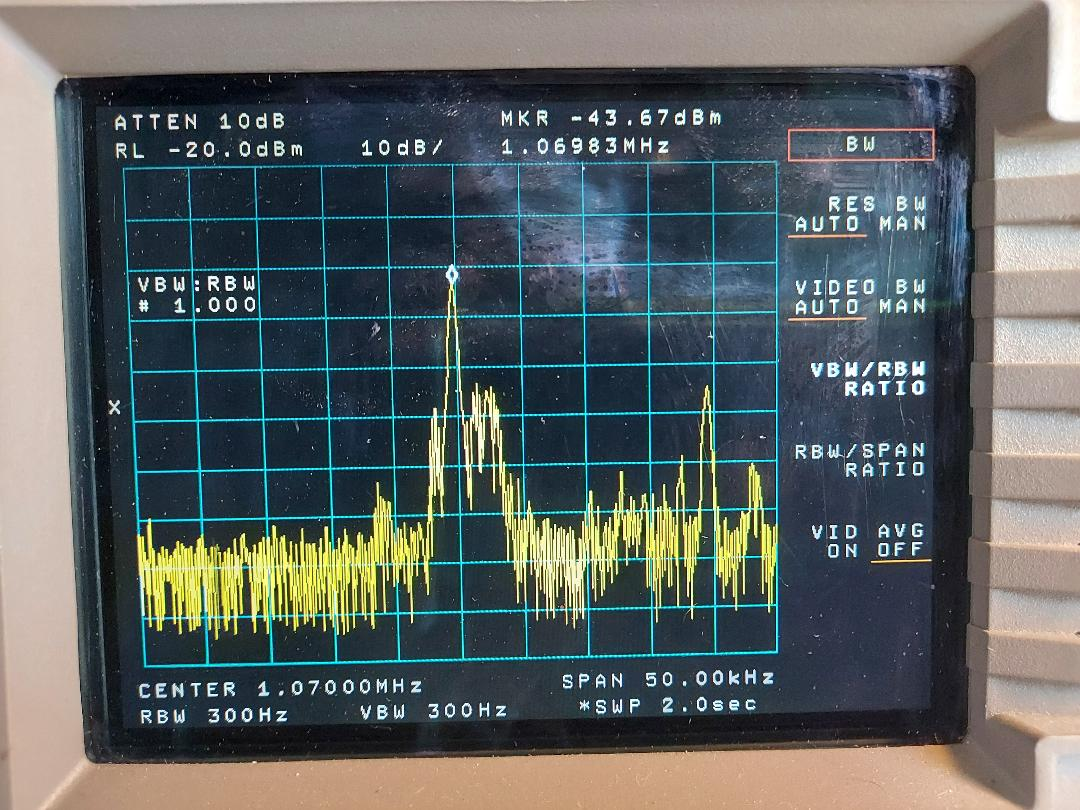 ATTEN 10dB
RL -20.0dBm 10dB/
MKR -43.67dBm
1.06983MHz
BW
RES BW
AUTO MAN
VBW:RBW
# 1.000
VIDEO BW
AUTO MAN
VBW/RBW
RATIO
X
RBW/SPAN
RATIO
VID AVG
ON OFF
CENTER 1.07000MHz SPAN 50.00kHz
RBW 300Hz VBW 300Hz *SWP 2.0sec